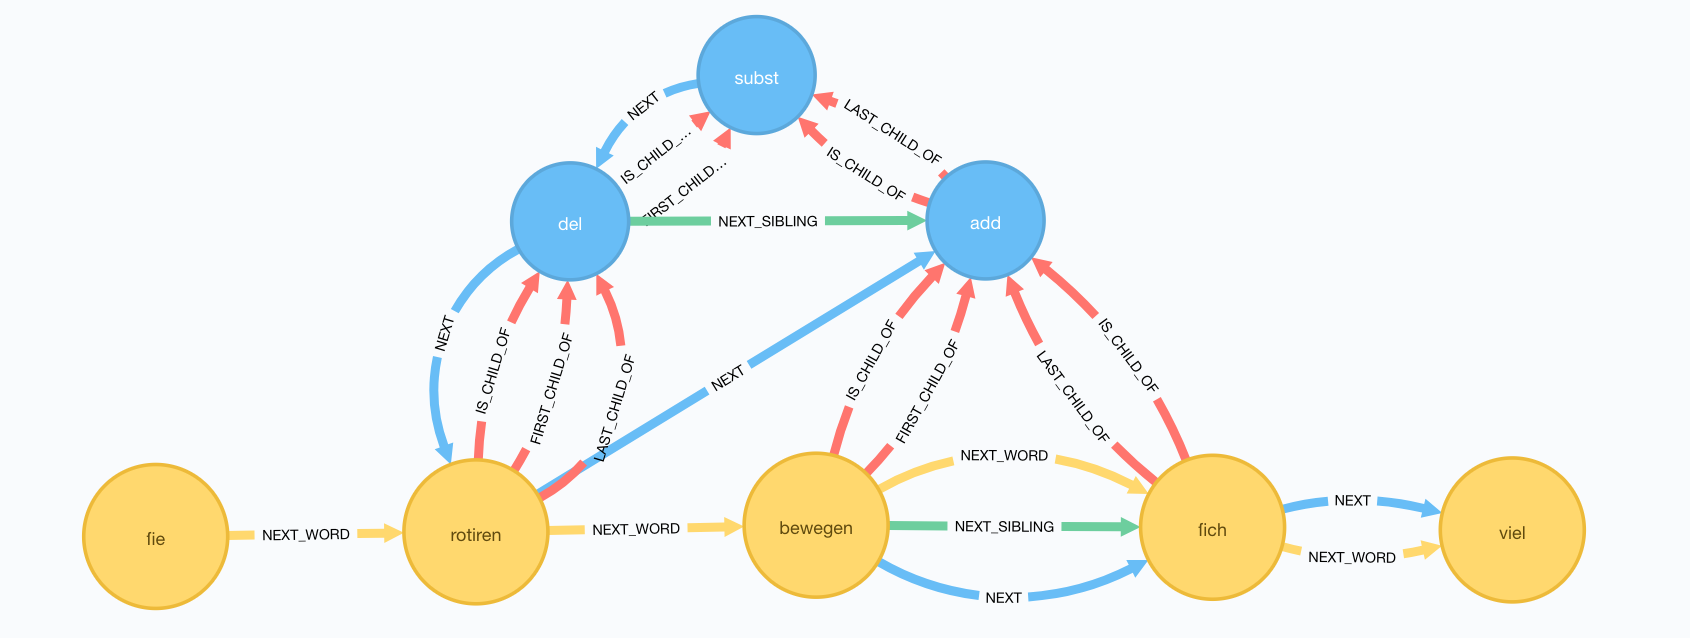 subst
NEXT
LAST_CHILD_OF
IS_CHILD_...
IS_CHILD_OF
FIRST_CHILD...
del
NEXT_SIBLING
add
NEXT
IS_CHILD_OF
FIRST_CHILD_OF
LAST_CHILD_OF
NEXT
IS_CHILD_OF
FIRST_CHILD_OF
LAST_CHILD_OF
IS_CHILD_OF
NEXT_WORD
fie
NEXT_WORD
rotiren
NEXT_WORD
bewegen
NEXT_SIBLING
fich
NEXT
viel
NEXT_WORD
NEXT